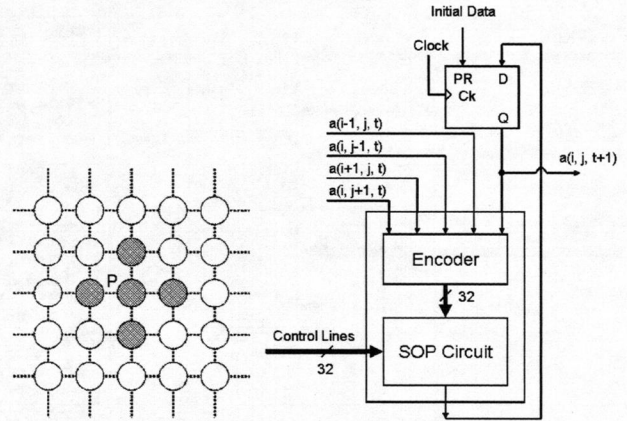 Initial Data
Clock
PR D
Ck
Q
a(i-1, j, t)
a(i, j-1, t)
a(i+1, j, t)
a(i, j+1, t)
a(i, j, t+1)
P
Encoder
32
Control Lines
32
SOP Circuit